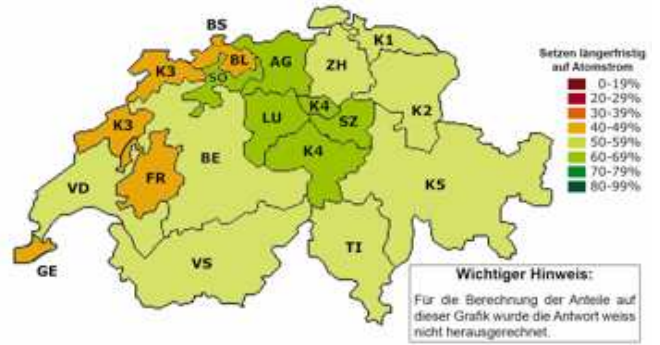 BS
K1
K3
BL
AG
ZH
SO
K4
K2
K3
LU
SZ
BE
K4
FR
K5
VD
GE
VS
TI
Setzen längerfristig
auf Atomstrom
0-19%
20-29%
30-39%
40-49%
50-59%
60-69%
70-79%
80-99%
Wichtiger Hinweis:
Für die Berechnung der Anteile auf
dieser Grafik wurde die Antwort weiss
nicht herausgerechnet.